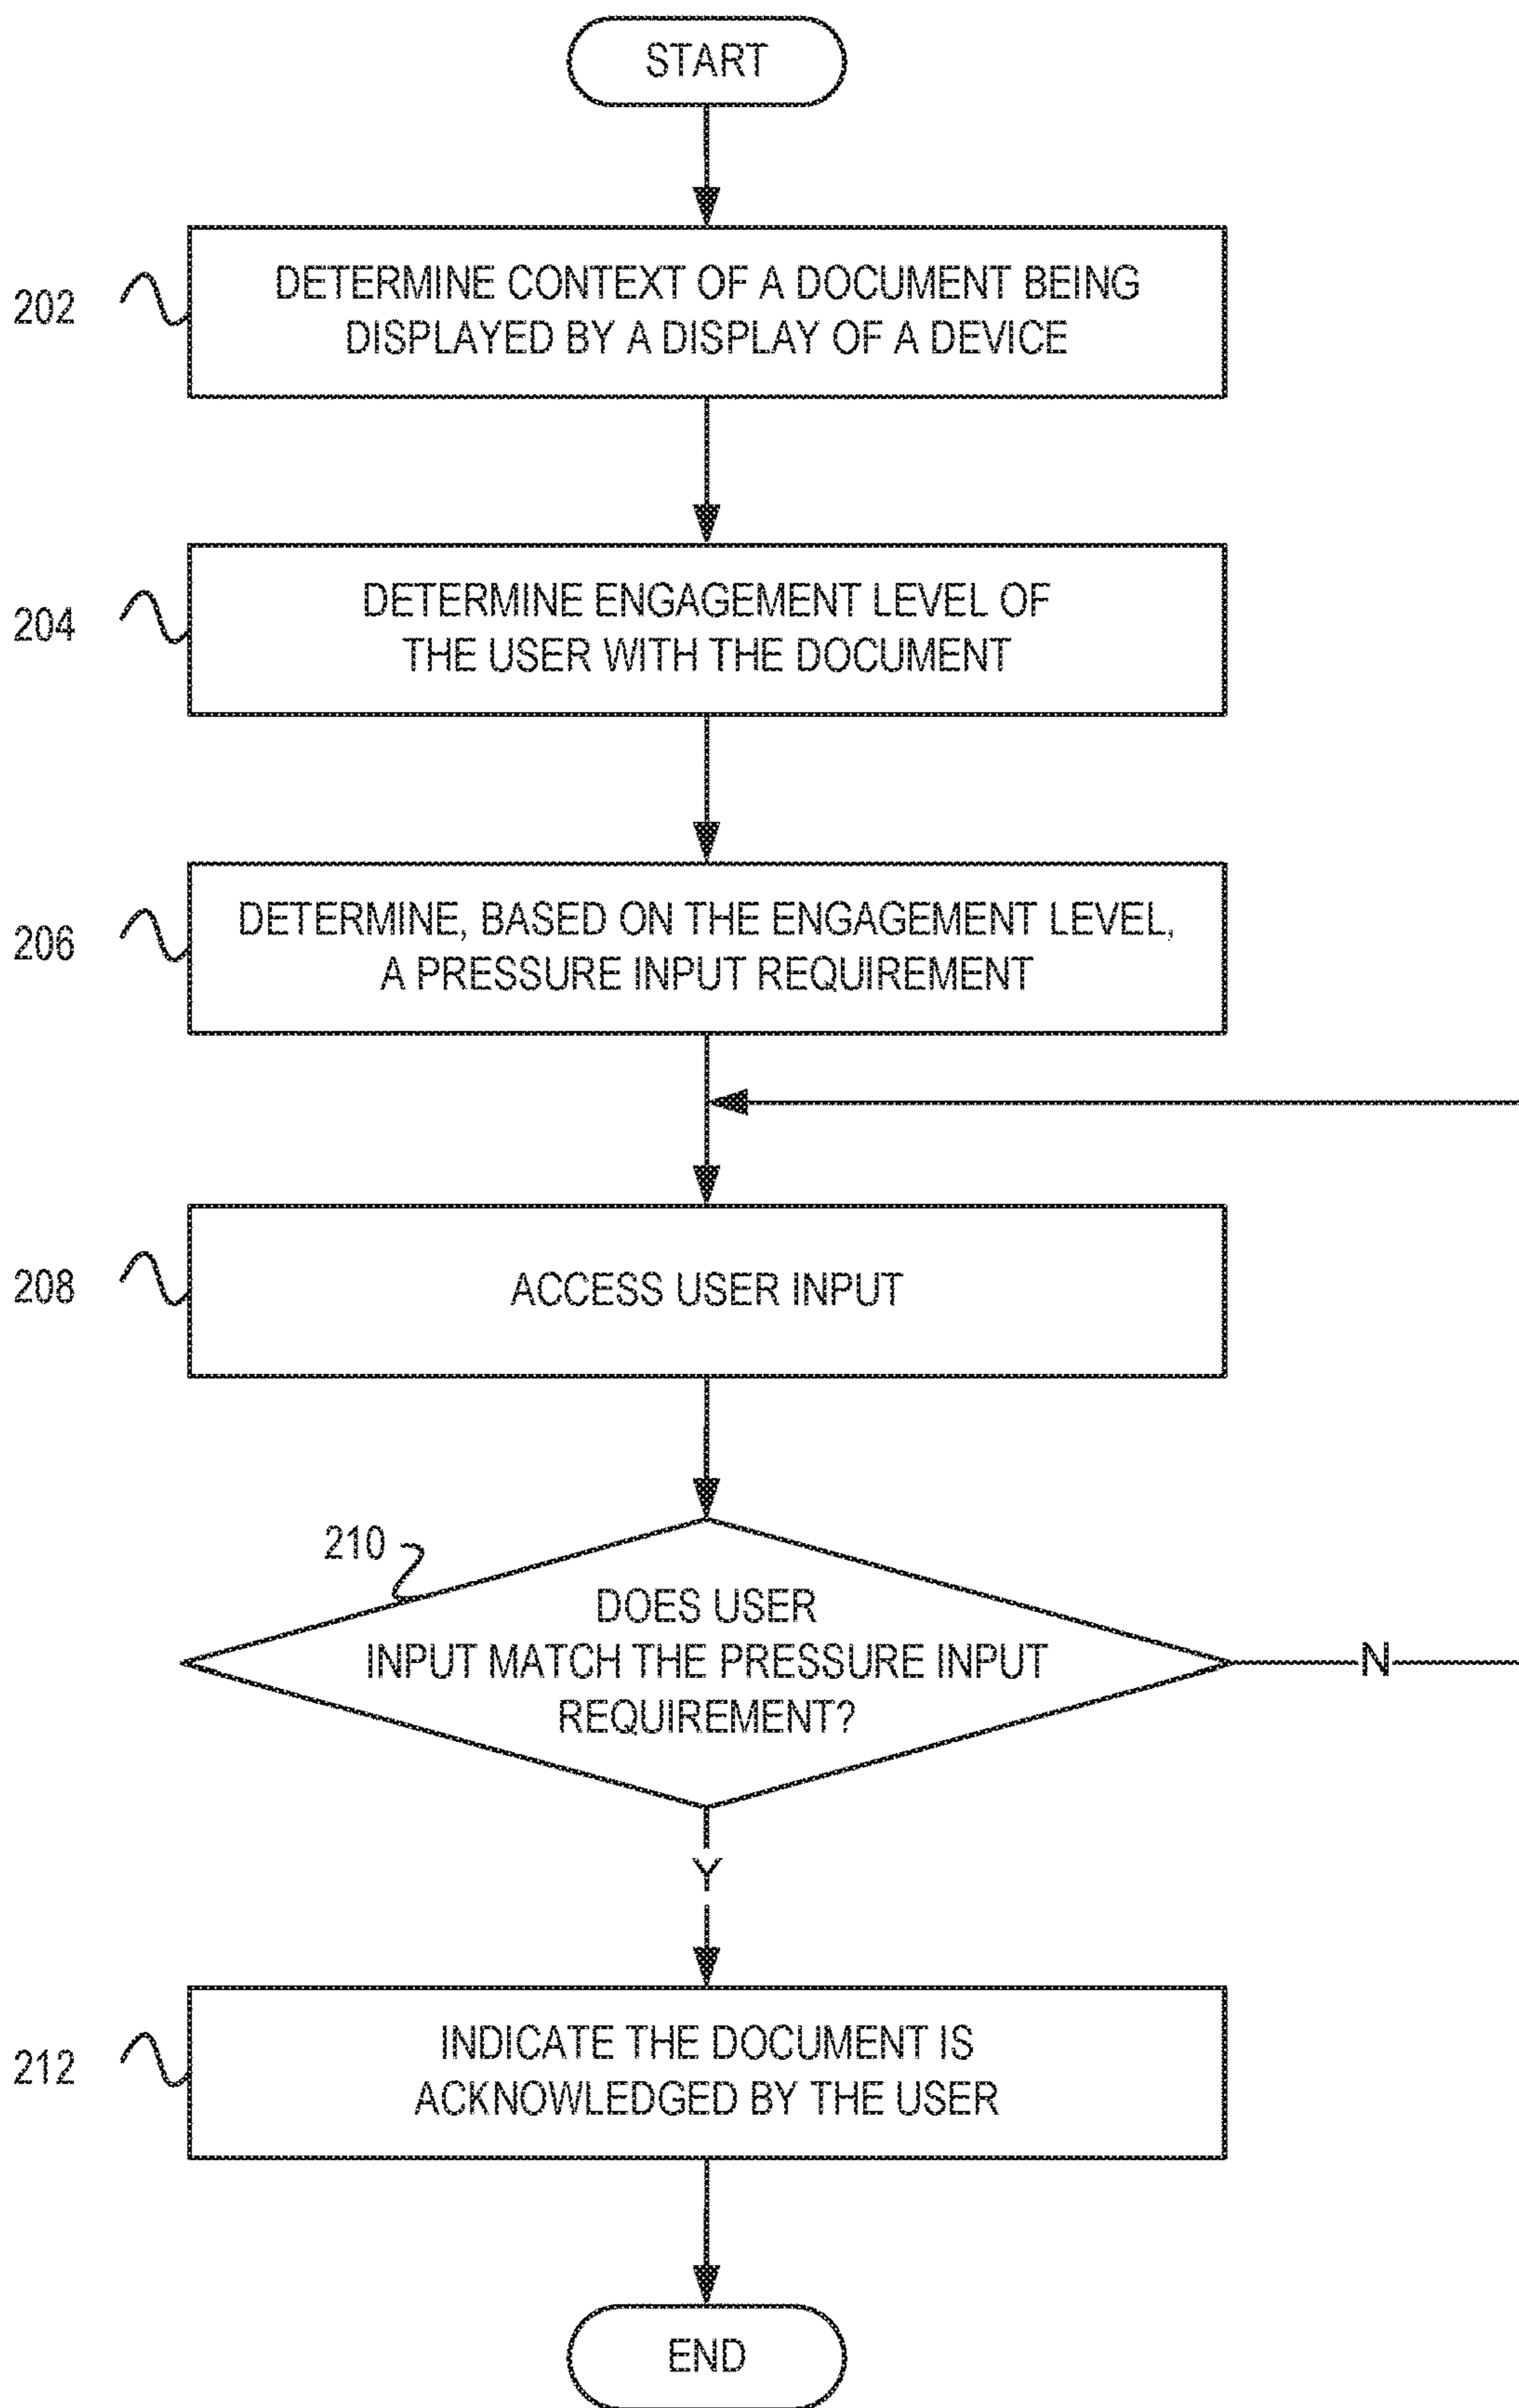 START
202
DETERMINE CONTEXT OF A DOCUMENT BEING
DISPLAYED BY A DISPLAY OF A DEVICE
204
DETERMINE ENGAGEMENT LEVEL OF
THE USER WITH THE DOCUMENT
206
DETERMINE, BASED ON THE ENGAGEMENT LEVEL,
A PRESSURE INPUT REQUIREMENT
208
ACCESS USER INPUT
210
DOES USER
INPUT MATCH THE PRESSURE INPUT
REQUIREMENT?
N
Y
212
INDICATE THE DOCUMENT IS
ACKNOWLEDGED BY THE USER
END